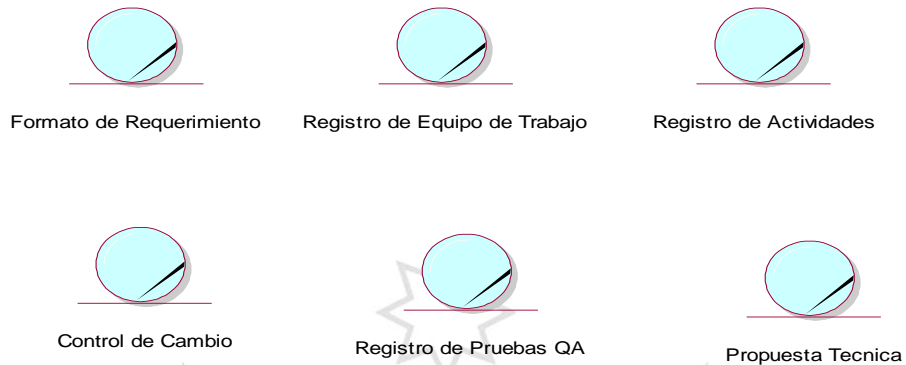 Formato de Requerimiento
Registro de Equipo de Trabajo
Registro de Actividades
Control de Cambio
Registro de Pruebas QA
Propuesta Tecnica